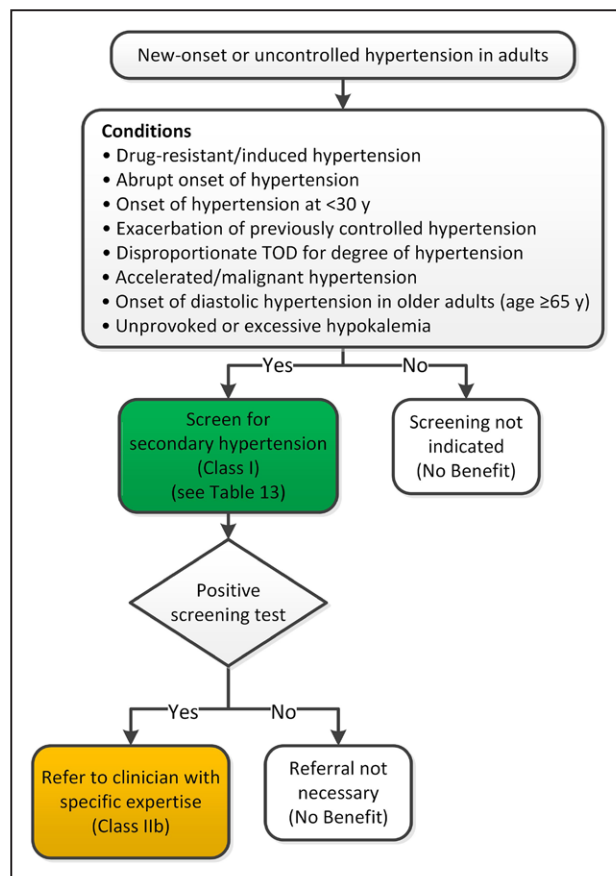 New-onset or uncontrolled hypertension in adults
Conditions
• Drug-resistant/induced hypertension
• Abrupt onset of hypertension
• Onset of hypertension at <30 y
• Exacerbation of previously controlled hypertension
• Disproportionate TOD for degree of hypertension
• Accelerated/malignant hypertension
• Onset of diastolic hypertension in older adults (age ≥65 y)
• Unprovoked or excessive hypokalemia
Yes
No
Screen for
secondary hypertension
(Class I)
(see Table 13)
Screening not
indicated
(No Benefit)
Positive
screening test
Yes
No
Refer to clinician with
specific expertise
(Class IIb)
Referral not
necessary
(No Benefit)